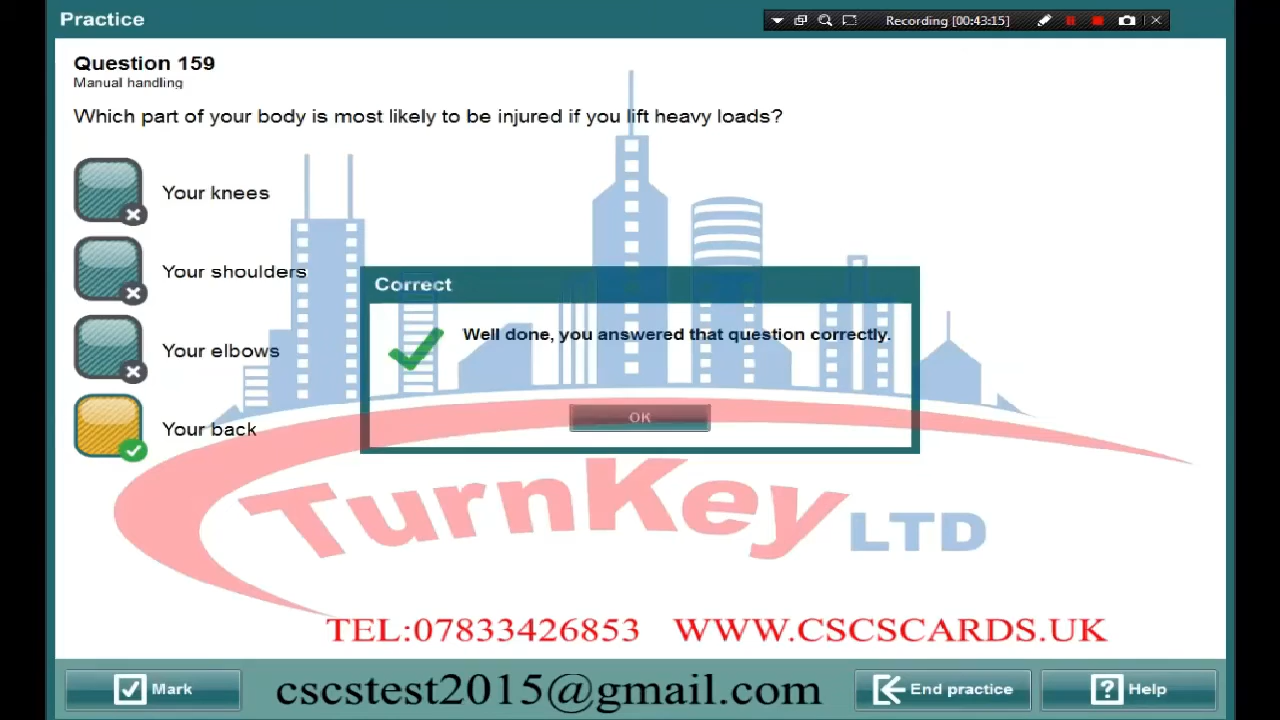 Practice
Recording [00:43:15]
Question 159
Manual handling
Which part of your body is most likely to be injured if you lift heavy loads?
Your knees
Your shoulders
Your elbows
Your back
Correct
Well done, you answered that question correctly.
OK
TurnKey LTD
TEL:07833426853 WWW.CSCSCARDS.UK
Mark
cscstest2015@gmail.com
End practice
? Help